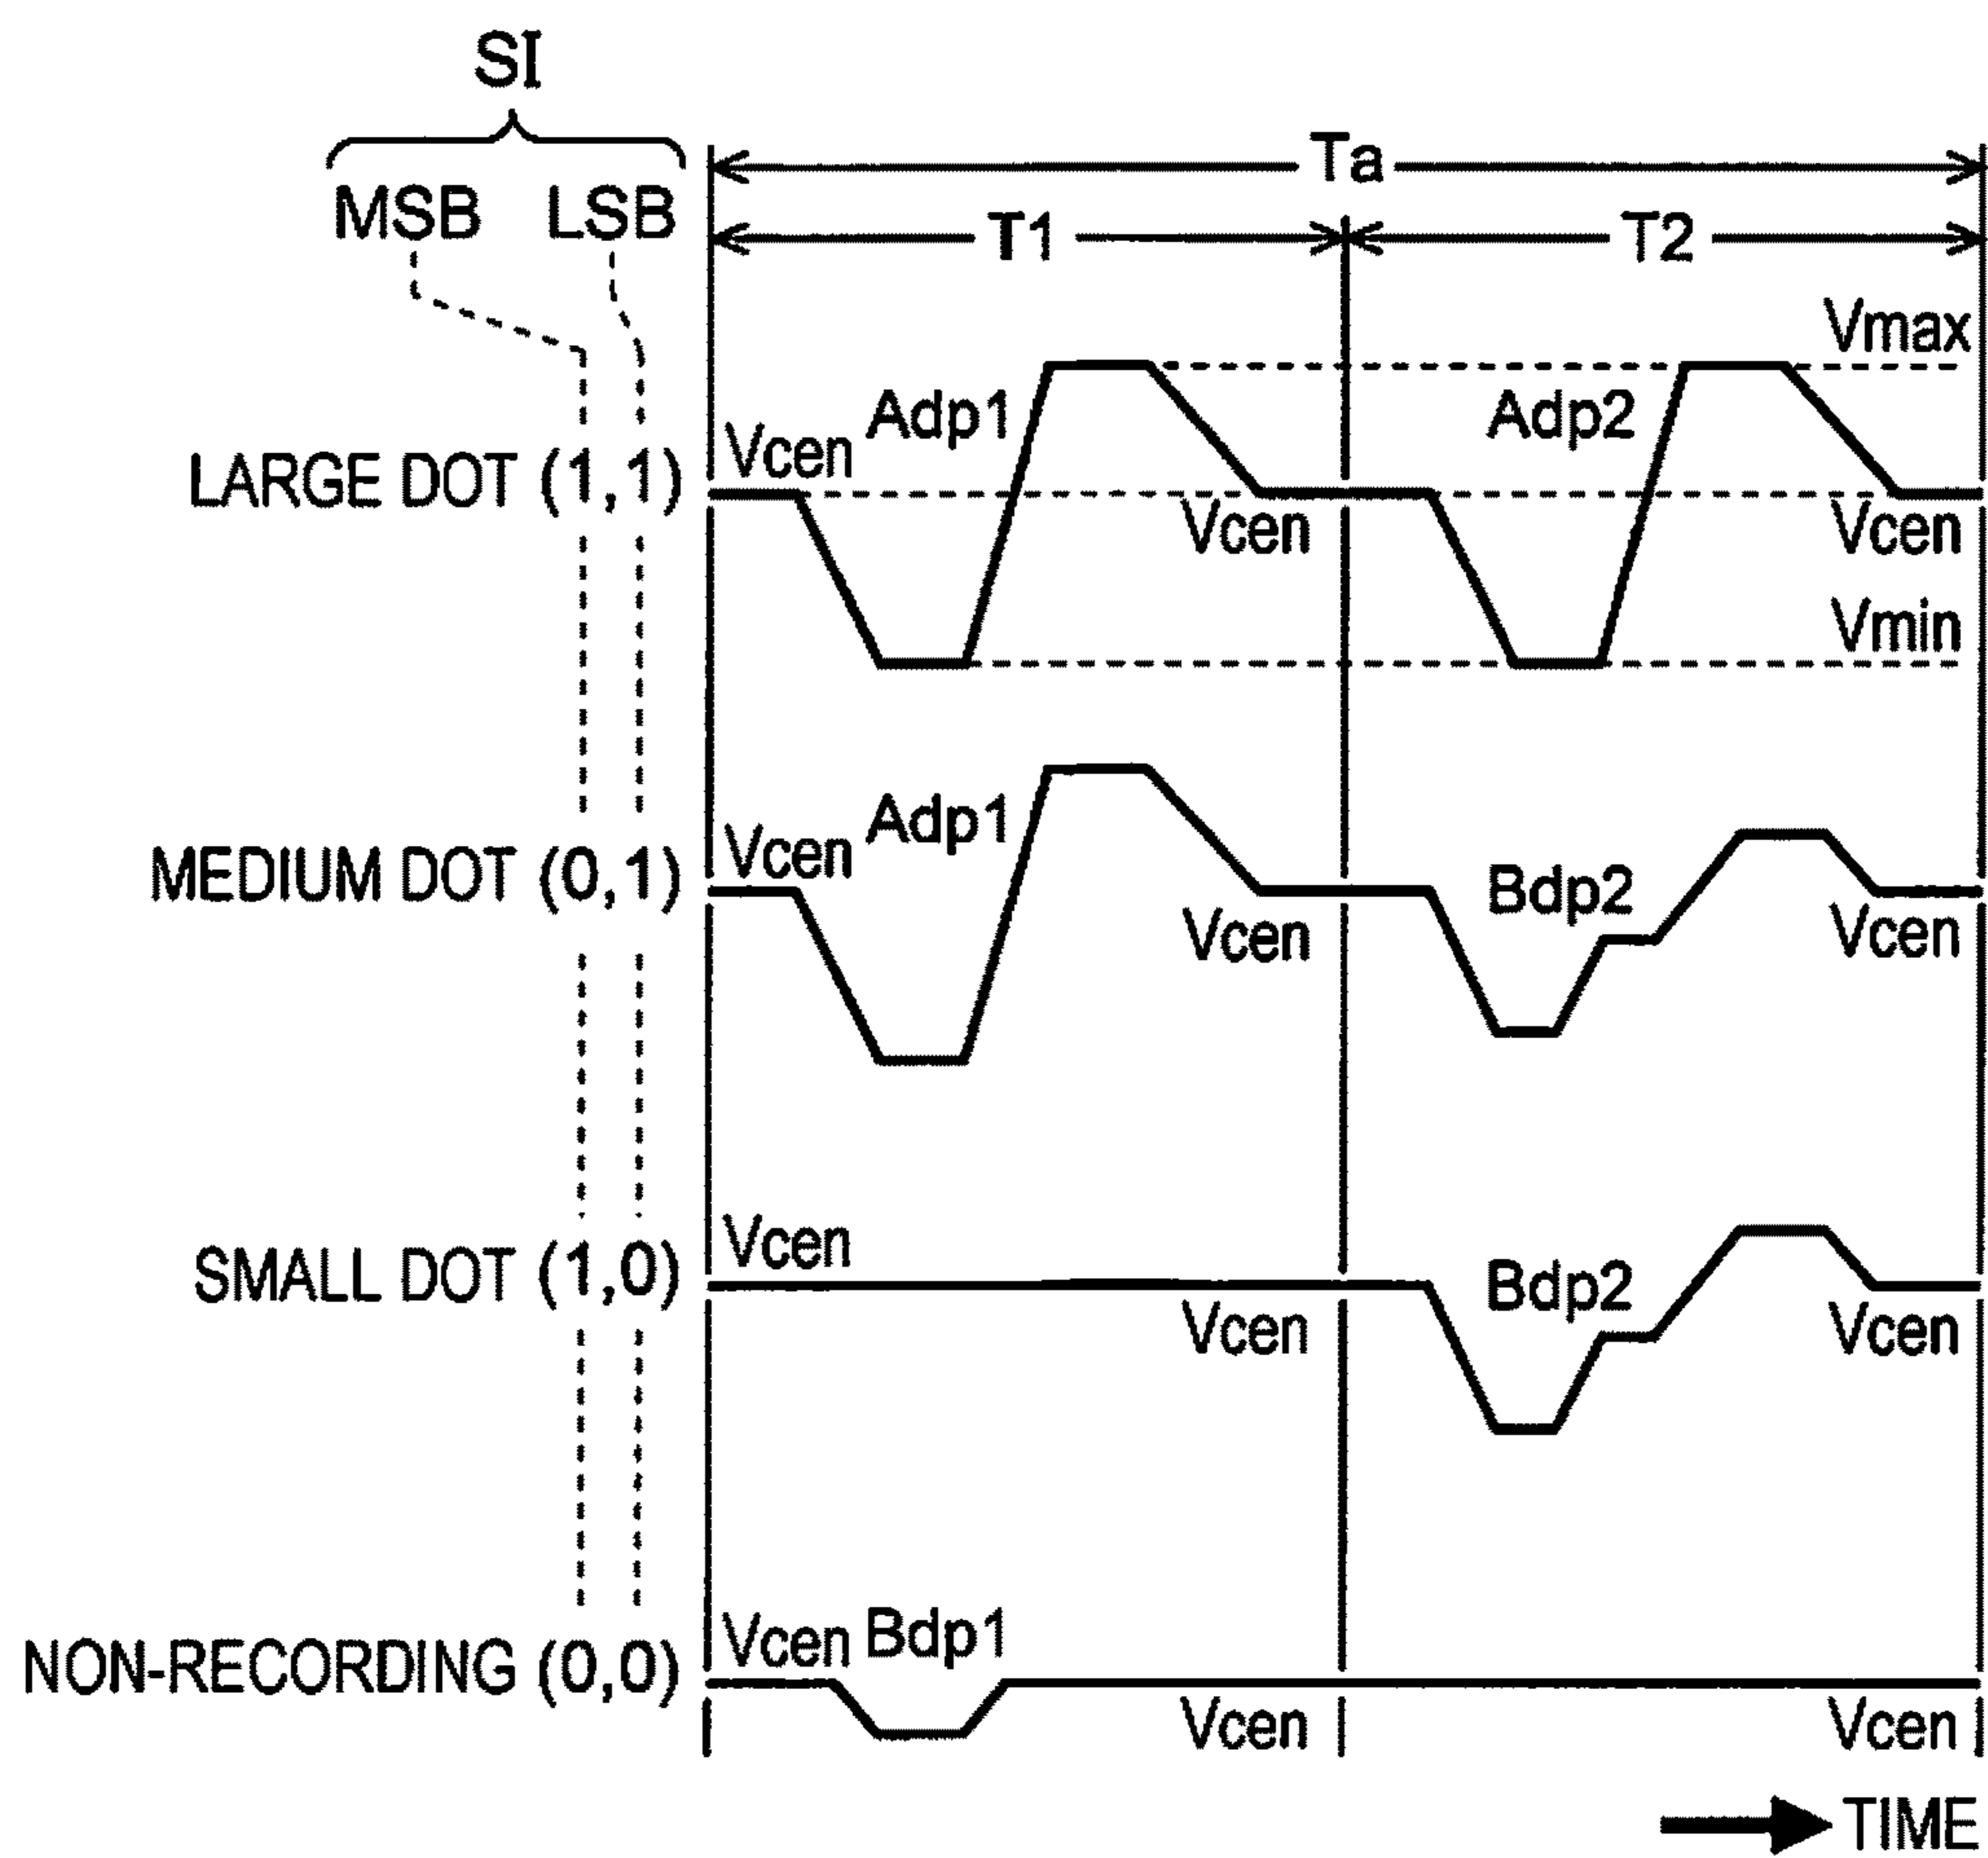 SI
MSB LSB
Ta
T1 T2
Vmax
Adp1 Adp2
Vcen
LARGE DOT (1,1)
Vcen Vcen
Vmin
Adp1
MEDIUM DOT (0,1) Vcen Bdp2
Vcen Vcen
Vcen
SMALL DOT (1,0) Bdp2
Vcen Vcen
Vcen Bdp1
NON-RECORDING (0,0)
Vcen Vcen
TIME